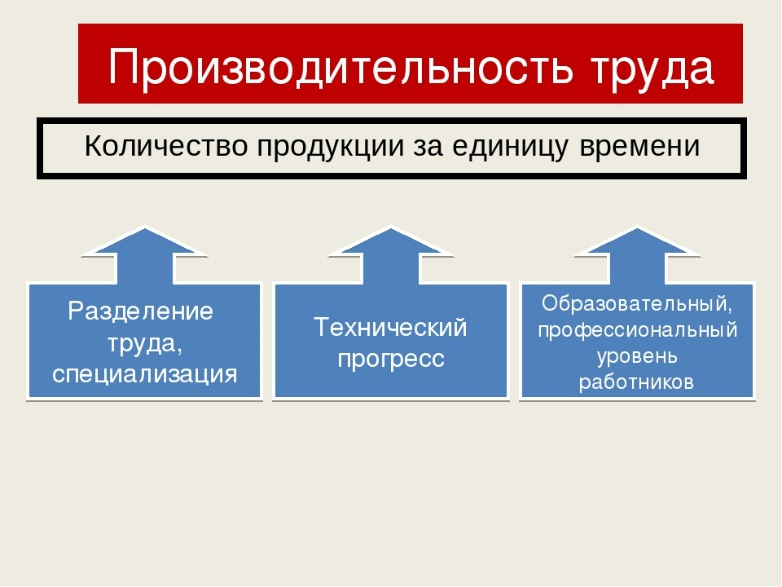 Производительность труда
Количество продукции за единицу времени
Разделение
труда,
специализация
Технический
прогресс
Образовательный,
профессиональный
уровень
работников